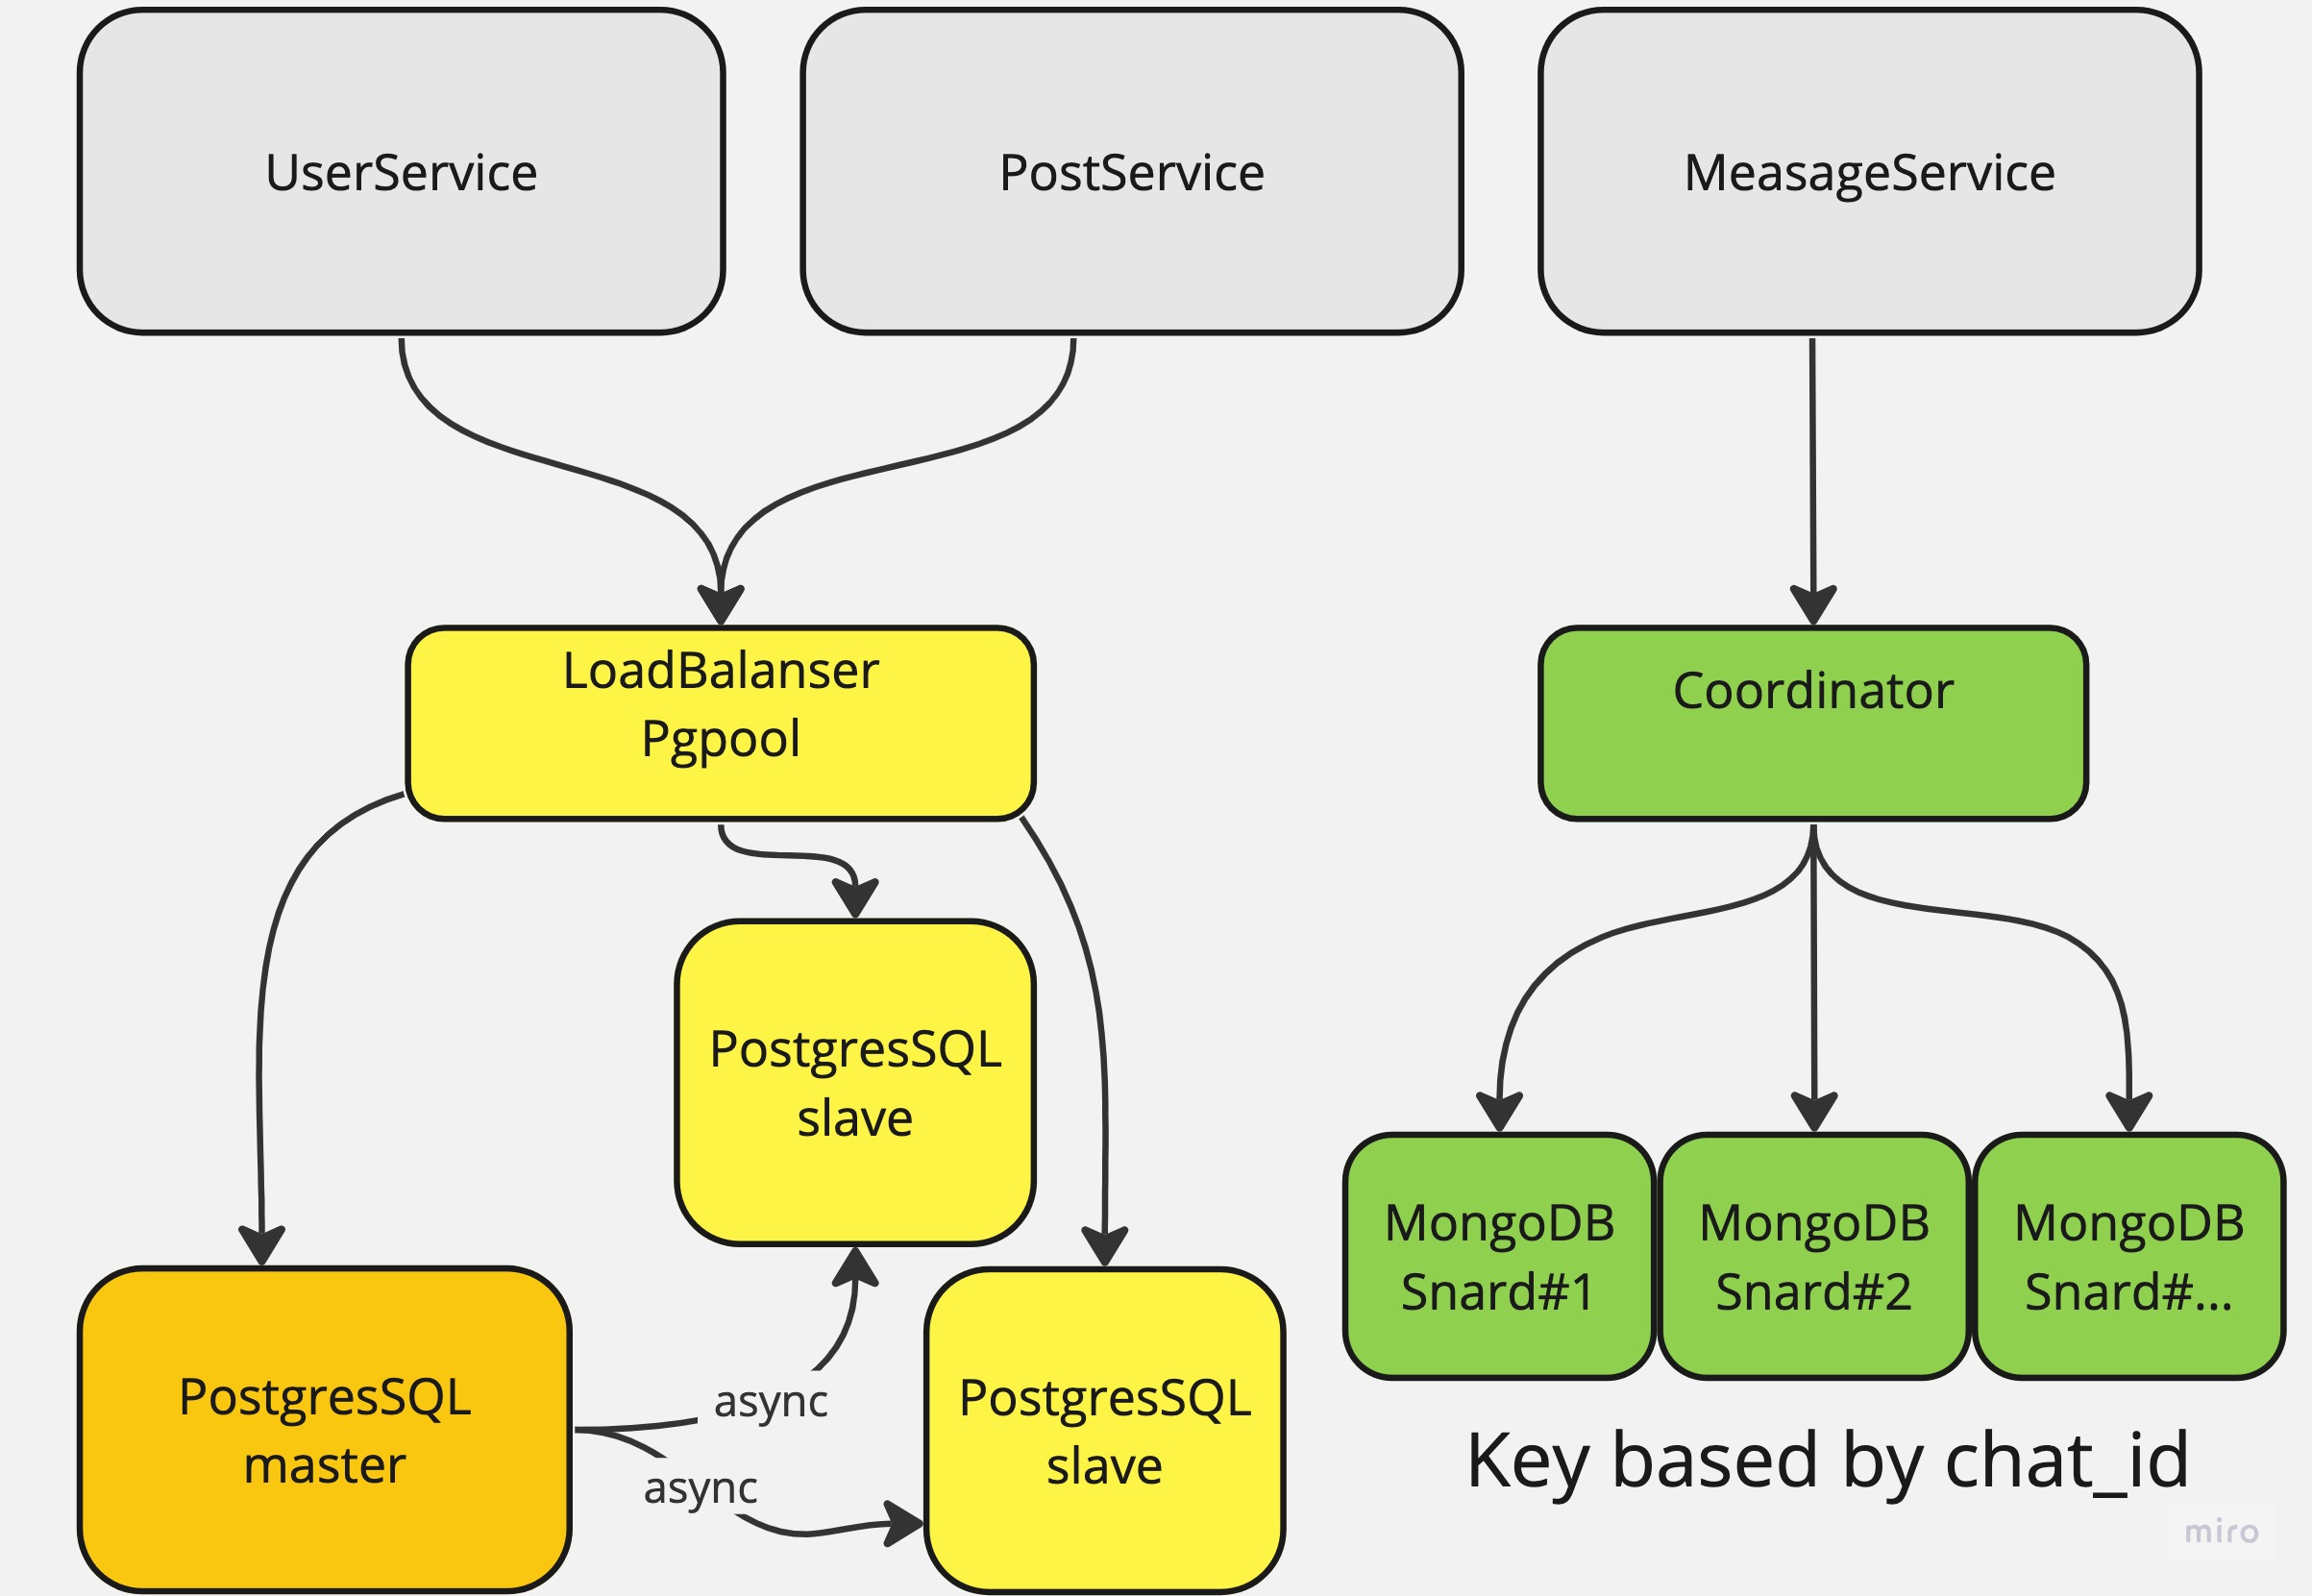 UserService
PostService
MeasageService
LoadBalanser
Pgpool
Coordinator
PostgresSQL
slave
PostgresSQL
master
async
async
PostgresSQL
slave
MongoDB
Snard#1
MongoDB
Snard#2
MongoDB
Snard#...
Key based by chat_id
miro